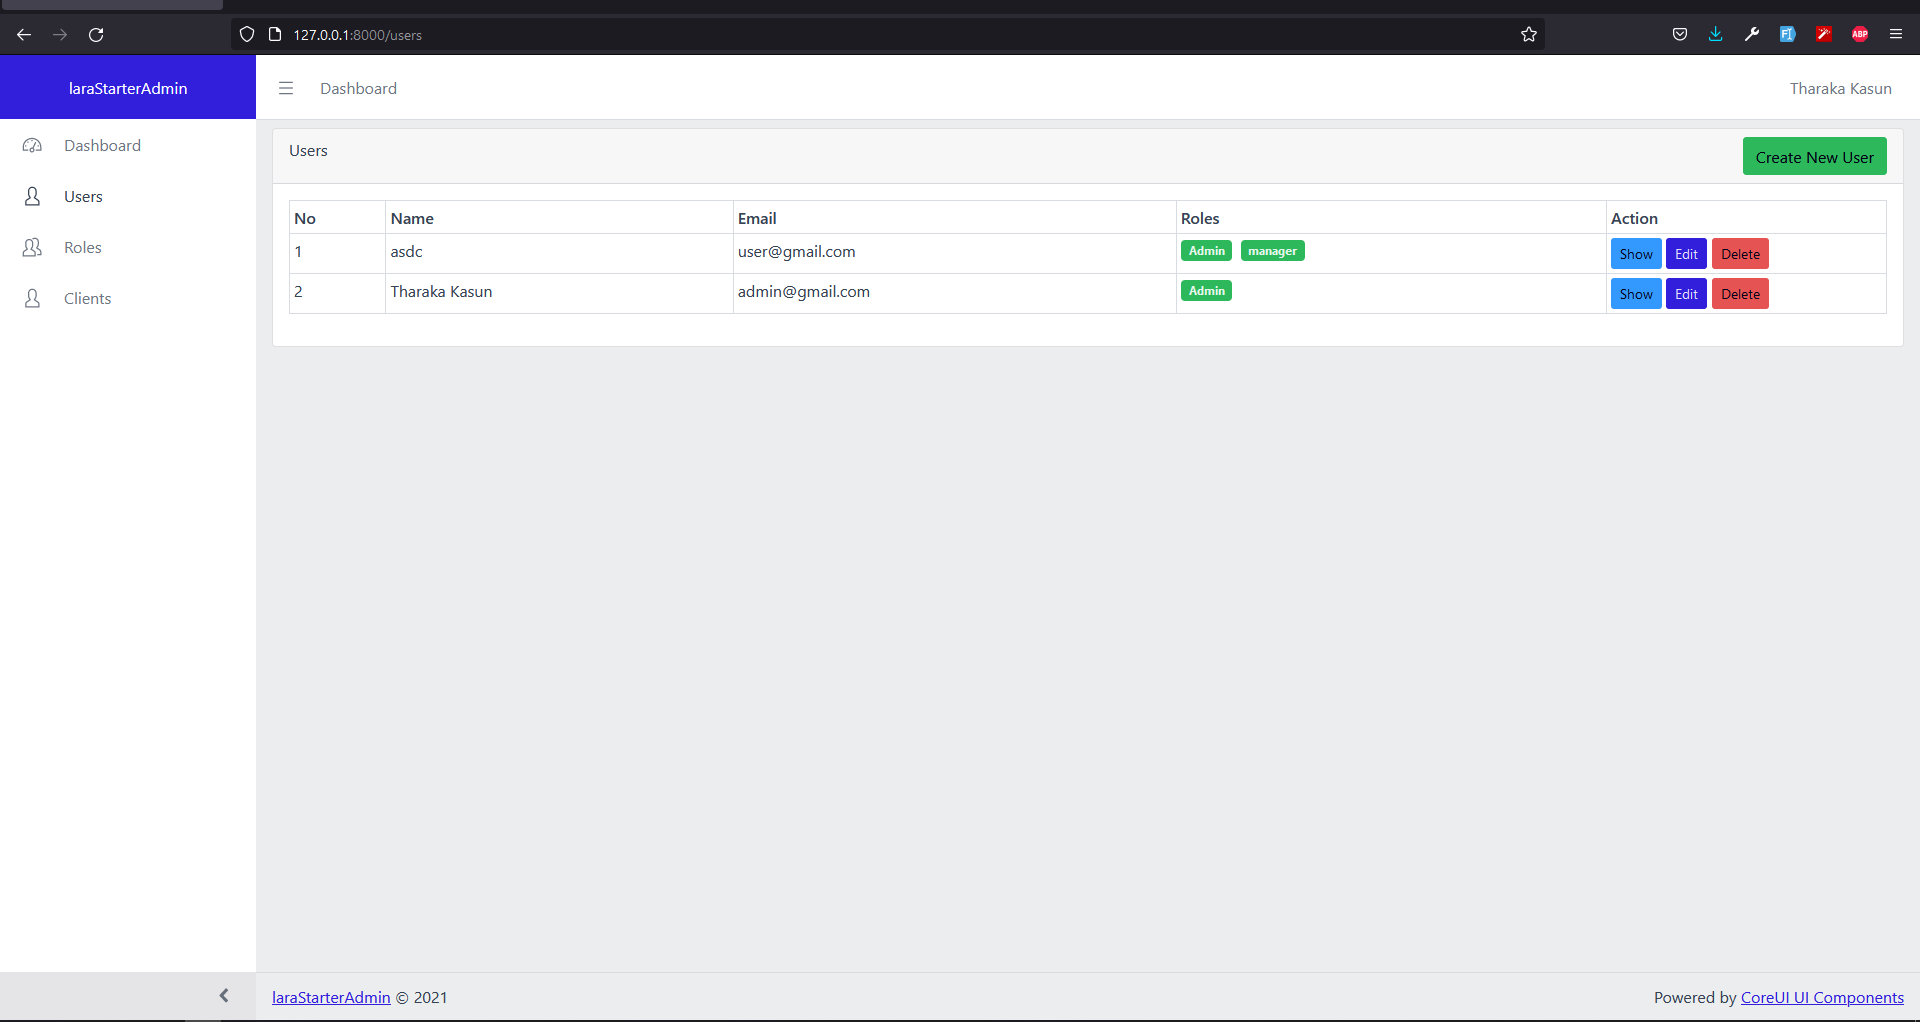 127.0.0.1:8000/users
FI
ABP
laraStarterAdmin
Dashboard
Tharaka Kasun
Dashboard
Users
Roles
Clients
Users
Create New User
No Name Email Roles Action
1 asdc user@gmail.com Admin manager Show Edit Delete
2 Tharaka Kasun admin@gmail.com Admin Show Edit Delete
laraStarterAdmin © 2021
Powered by CoreUI UI Components